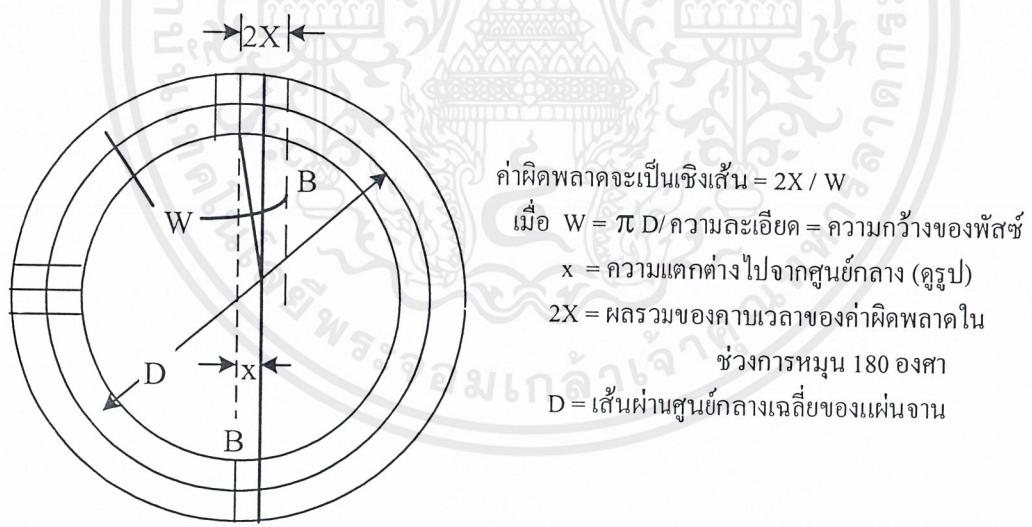 2X
B
W
D
x
B
ค่าผิดพลาดจะเป็นเชิงเส้น = 2X / W
เมื่อ W = π D/ ความละเอียด = ความกว้างของพัสซ์
x = ความแตกต่างไปจากศูนย์กลาง (ดูรูป)
2X = ผลรวมของคาบเวลาของค่าผิดพลาดใน
ช่วงการหมุน 180 องศา
D = เส้นผ่านศูนย์กลางเฉลี่ยของแผ่นจาน